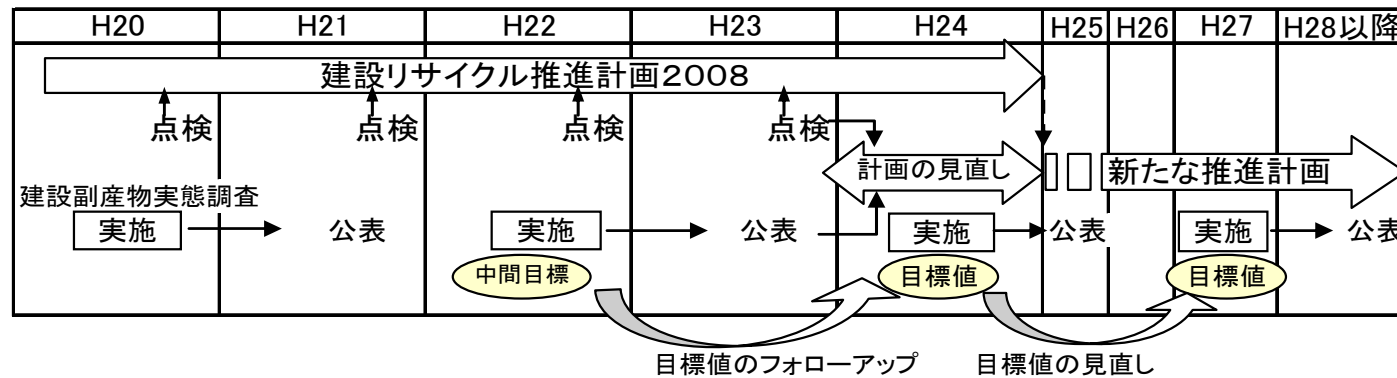 H20 H21 H22 H23 H24 H25 H26 H27 H28以降
建設リサイクル推進計画2008
点検 点検 点検 点検
計画の見直し 新たな推進計画
建設副産物実態調査
実施 公表 実施 公表 実施 公表 実施 公表
中間目標 目標値 目標値
目標値のフォローアップ 目標値の見直し